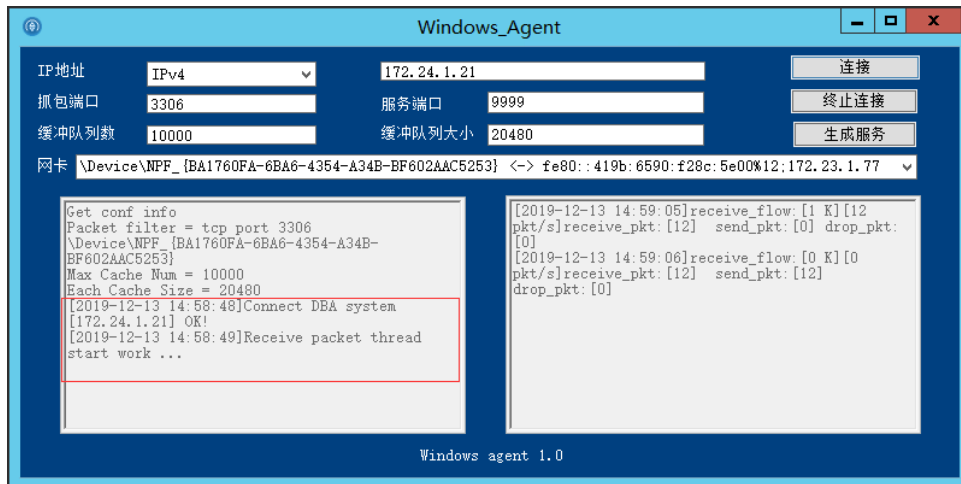 Windows_Agent
IP地址 IPv4 172.24.1.21 连接
抓包端口 3306 服务端口 9999 终止连接
缓冲队列数 10000 缓冲队列大小 20480 生成服务
网卡 \Device\NPF_{BA1760FA-6BA6-4354-A34B-BF602AAC5253} <-> fe80::419b:6590:f28c:5e00%12;172.23.1.77
Get conf info
Packet filter = tcp port 3306
\Device\NPF_{BA1760FA-6BA6-4354-A34B-
BF602AAC5253}
Max Cache Num = 10000
Each Cache Size = 20480
[2019-12-13 14:58:48]Connect DBA system
[172.24.1.21] OK!
[2019-12-13 14:58:49]Receive packet thread
start work ...
[2019-12-13 14:59:05]receive_flow:[1 K][12
pkt/s]receive_pkt:[12] send_pkt:[0] drop_pkt:
[0]
[2019-12-13 14:59:06]receive_flow:[0 K][0
pkt/s]receive_pkt:[12] send_pkt:[12]
drop_pkt:[0]
Windows agent 1.0